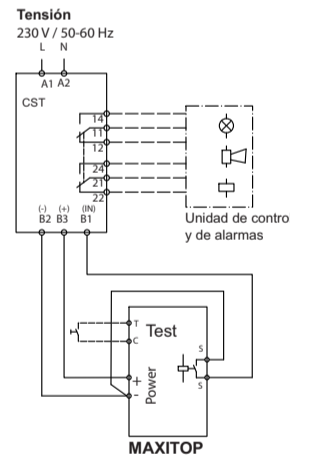 Tensión
230 V / 50-60 Hz
L N
A1 A2
CST
14
11
12
24
21
22
(-) (+) (IN)
B2 B3 B1
Unidad de contro
y de alarmas
T
Test
C
S
+
Power
-
S
MAXITOP